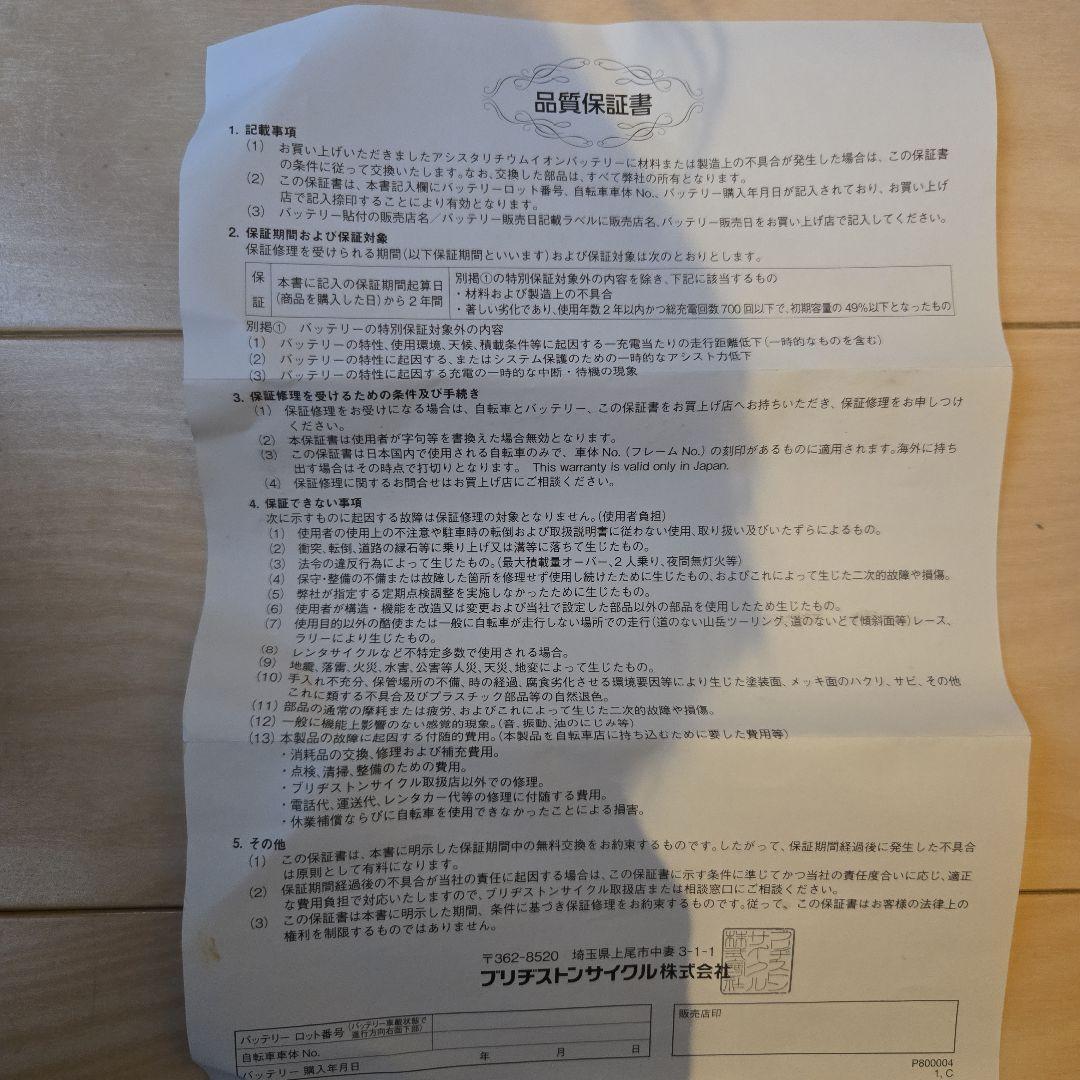 品質保証書
1. 記載事項
(1) お買い上げいただきましたアシスタリチウムイオンバッテリーに材料または製造上の不具合が発生した場合は、この保証書
の条件に従って交換いたします。なお、交換した部品は、すべて弊社の所有となります。
(2) この保証書は、本書記入欄にバッテリーロット番号、自転車車体No.、バッテリー購入年月日が記入されており、お買い上げ
店で記入捺印することにより有効となります。
(3) バッテリー貼付の販売店名／バッテリー販売日記載ラベルに販売店名、バッテリー販売日をお買い上げ店で記入してください。
2. 保証期間および保証対象
保証修理を受けられる期間(以下保証期間といいます)および保証対象は次のとおりとします。
保証
本書に記入の保証期間起算日
(商品を購入した日)から2年間
別掲①の特別保証対象外の内容を除き、下記に該当するもの
・材料および製造上の不具合
・著しい劣化であり、使用年数2年以内かつ総充電回数700回以下で、初期容量の49%以下となったもの
別掲① バッテリーの特別保証対象外の内容
(1) バッテリーの特性、使用環境、天候、積載条件等に起因する一充電当たりの走行距離低下(一時的なものを含む)
(2) バッテリーの特性に起因する、またはシステム保護のための一時的なアシスト力低下
(3) バッテリーの特性に起因する充電の一時的な中断・待機の現象
3. 保証修理を受けるための条件及び手続き
(1) 保証修理をお受けになる場合は、自転車とバッテリー、この保証書をお買上げ店へお持ちいただき、保証修理をお申しつけ
ください。
(2) 本保証書は使用者が字句等を書換えた場合無効となります。
(3) この保証書は日本国内で使用される自転車のみで、車体No.(フレームNo.)の刻印があるものに適用されます。海外に持ち
出す場合はその時点で打切りとなります。 This warranty is valid only in Japan.
(4) 保証修理に関するお問合せはお買上げ店にご相談ください。
4. 保証できない事項
次に示すものに起因する故障は保証修理の対象となりません。(使用者負担)
(1) 使用者の使用上の不注意や駐車時の転倒および取扱説明書に従わない使用、取り扱い及びいたずらによるもの。
(2) 衝突、転倒、道路の縁石等に乗り上げ又は溝等に落ちて生じたもの。
(3) 法令の違反行為によって生じたもの。(最大積載量オーバー、2人乗り、夜間無灯火等)
(4) 保守・整備の不備または故障した箇所を修理せず使用し続けたために生じたもの、およびこれによって生じた二次的故障や損傷。
(5) 弊社が指定する定期点検調整を実施しなかったために生じたもの。
(6) 使用者が構造・機能を改造又は変更および当社で設定した部品以外の部品を使用したため生じたもの。
(7) 使用目的以外の酷使または一般に自転車が走行しない場所での走行(道のない山岳ツーリング、道のないどて傾斜面等)レース、
ラリーにより生じたもの。
(8) レンタサイクルなど不特定多数で使用される場合。
(9) 地震、落雷、火災、水害、公害等人災、天災、地変によって生じたもの。
(10) 手入れ不充分、保管場所の不備、時の経過、腐食劣化させる環境要因等により生じた塗装面、メッキ面のハクリ、サビ、その他
これに類する不具合及びプラスチック部品等の自然退色。
(11) 部品の通常の摩耗または疲労、およびこれによって生じた二次的故障や損傷。
(12) 一般に機能上影響のない感覚的現象。(音、振動、油のにじみ等)
(13) 本製品の故障に起因する付随的費用。(本製品を自転車店に持ち込むために要した費用等)
・消耗品の交換、修理および補充費用。
・点検、清掃、整備のための費用。
・ブリヂストンサイクル取扱店以外での修理。
・電話代、運送代、レンタカー代等の修理に付随する費用。
・休業補償ならびに自転車を使用できなかったことによる損害。
5. その他
(1) この保証書は、本書に明示した保証期間中の無料交換をお約束するものです。したがって、保証期間経過後に発生した不具合
は原則として有料になります。
(2) 保証期間経過後の不具合が当社の責任に起因する場合は、この保証書に示す条件に準じてかつ当社の責任度合いに応じ、適正
な費用負担で対応いたしますので、ブリヂストンサイクル取扱店または相談窓口にご相談ください。
(3) この保証書は本書に明示した期間、条件に基づき保証修理をお約束するものです。従って、この保証書はお客様の法律上の
権利を制限するものではありません。
〒362-8520 埼玉県上尾市中妻3-1-1
ブリヂストンサイクル株式会社
ブリヂストンサイクル株式会社
バッテリー ロット番号(バッテリー車載状態で進行方向右面下部)
自転車車体No.
バッテリー 購入年月日 年 月 日
販売店印
P800004
1, C